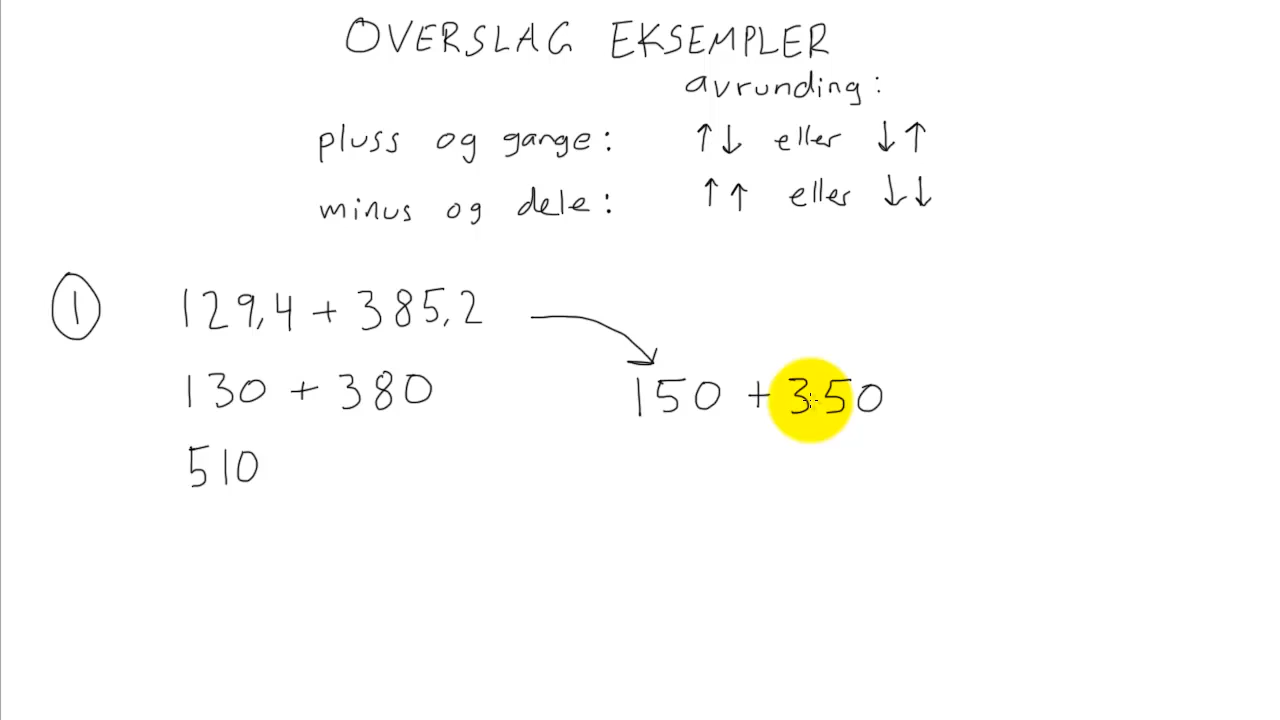 OVERSLAG EKSEMPLER
avrunding:
pluss og gange: ↑↓ eller ↓↑
minus og dele: ↑↑ eller ↓↓
1 129,4 + 385,2
130 + 380 150 + 350
510